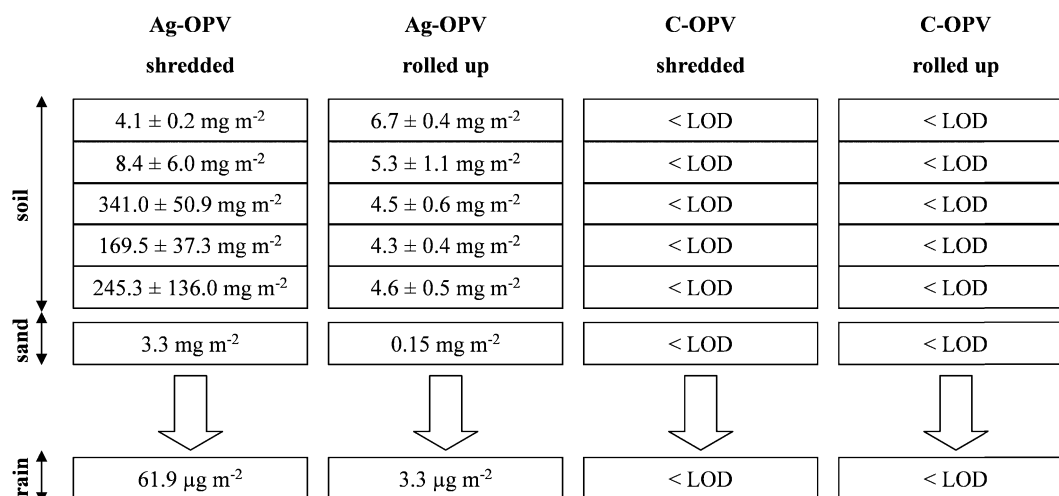 Ag-OPV Ag-OPV C-OPV C-OPV
shredded rolled up shredded rolled up
soil
4.1 ± 0.2 mg m⁻² 6.7 ± 0.4 mg m⁻² < LOD < LOD
8.4 ± 6.0 mg m⁻² 5.3 ± 1.1 mg m⁻² < LOD < LOD
341.0 ± 50.9 mg m⁻² 4.5 ± 0.6 mg m⁻² < LOD < LOD
169.5 ± 37.3 mg m⁻² 4.3 ± 0.4 mg m⁻² < LOD < LOD
245.3 ± 136.0 mg m⁻² 4.6 ± 0.5 mg m⁻² < LOD < LOD
sand
3.3 mg m⁻² 0.15 mg m⁻² < LOD < LOD
rain
61.9 µg m⁻² 3.3 µg m⁻² < LOD < LOD